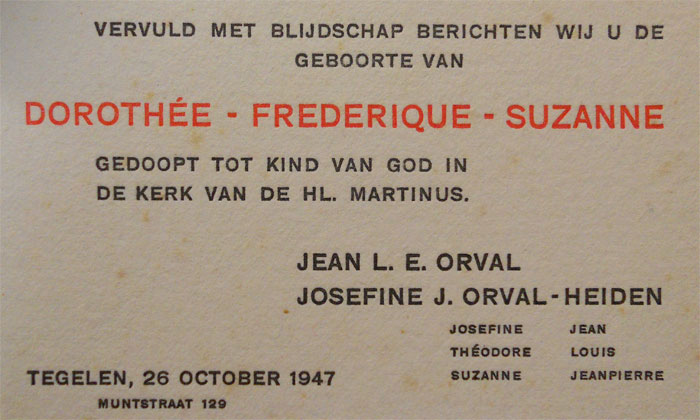 VERVULD MET BLIJDSCHAP BERICHTEN WIJ U DE
GEBOORTE VAN
DOROTHÉE - FREDERIQUE - SUZANNE
GEDOOPT TOT KIND VAN GOD IN
DE KERK VAN DE HL. MARTINUS.
JEAN L. E. ORVAL
JOSEFINE J. ORVAL-HEIDEN
JOSEFINE JEAN
THÉODORE LOUIS
SUZANNE JEANPIERRE
TEGELEN, 26 OCTOBER 1947
MUNTSTRAAT 129